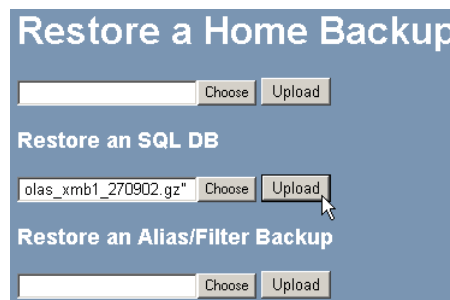 Restore a Home Backup
Choose Upload
Restore an SQL DB
olas_xmb1_270902.gz" Choose Upload
Restore an Alias/Filter Backup
Choose Upload